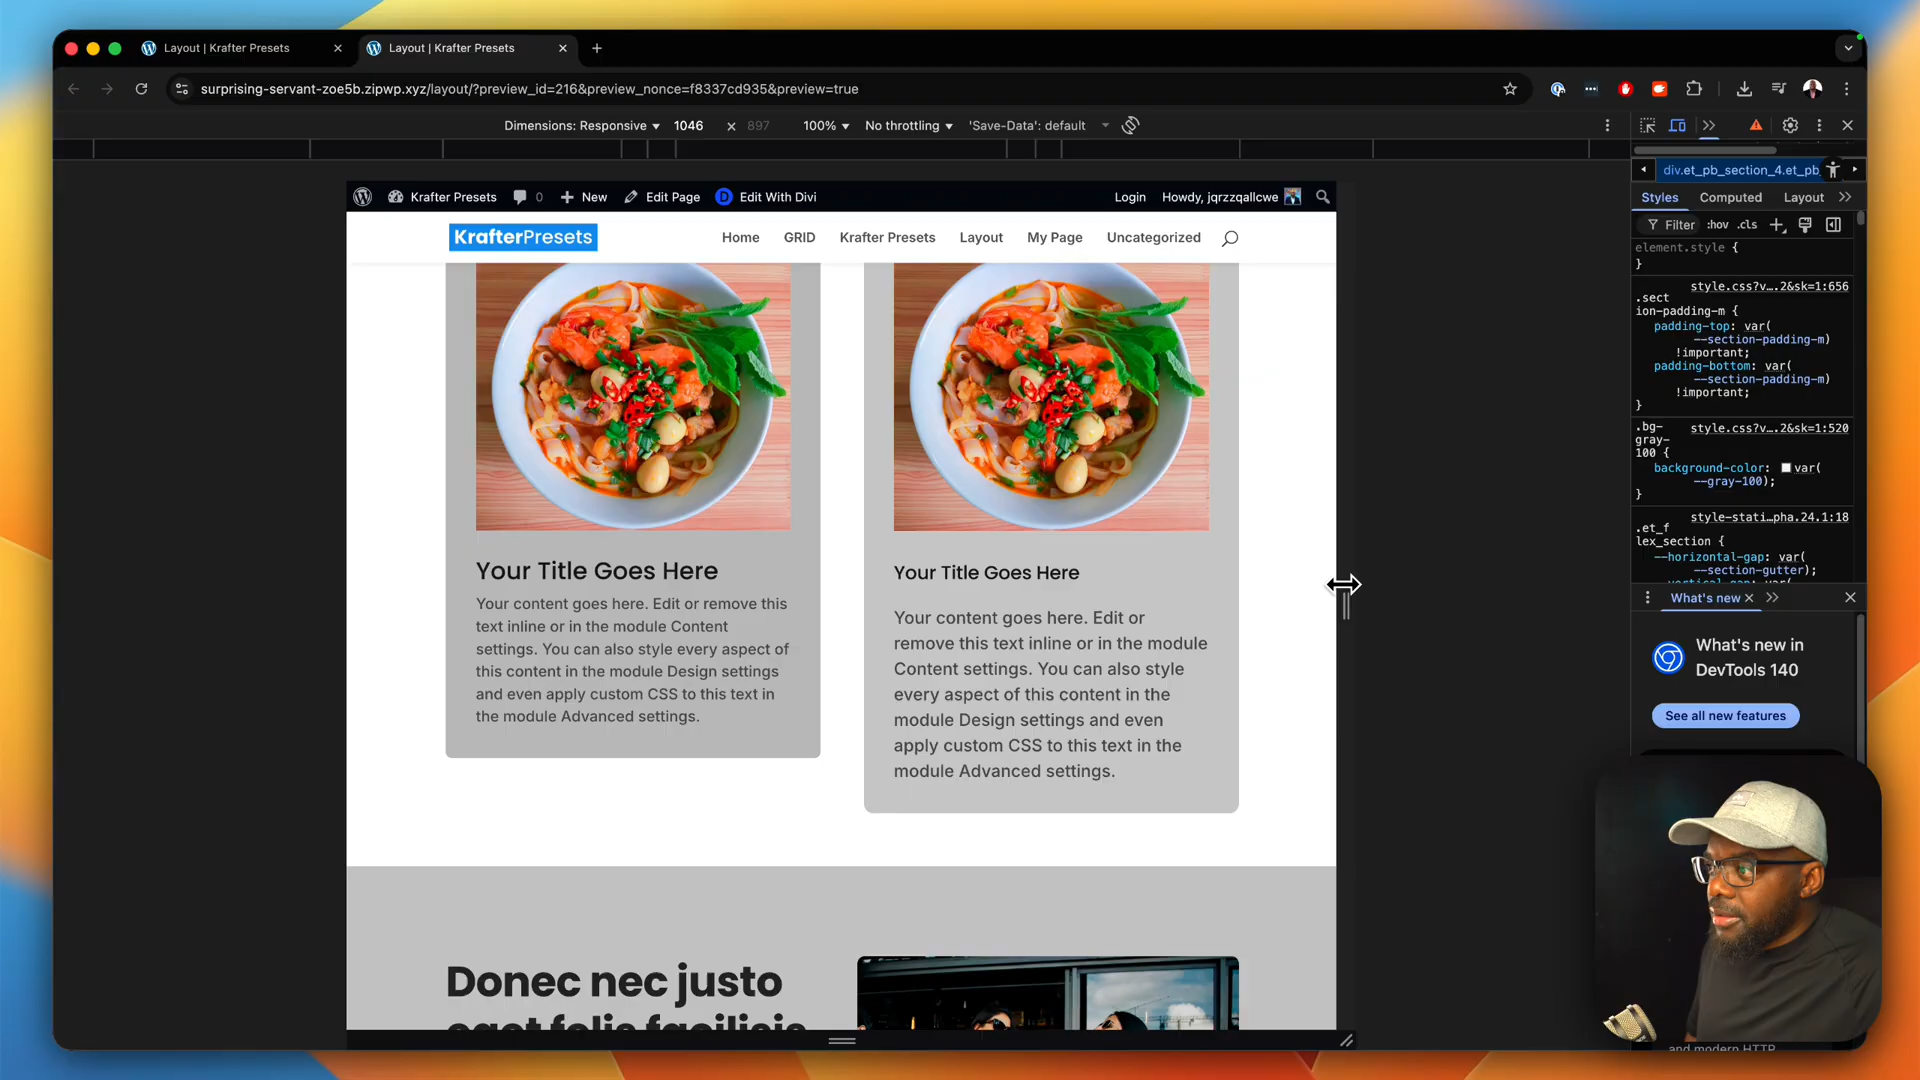 Layout | Krafter Presets
Layout | Krafter Presets
surprising-servant-zoe5b.zipwp.xyz/layout/?preview_id=216&preview_nonce=f8337cd935&preview=true
Dimensions: Responsive 1046 × 897 100% No throttling 'Save-Data': default
Krafter Presets 0 New Edit Page D Edit With Divi Login Howdy, jqrzzqallcwe
KrafterPresets Home GRID Krafter Presets Layout My Page Uncategorized
Your Title Goes Here
Your content goes here. Edit or remove this
text inline or in the module Content
settings. You can also style every aspect of
this content in the module Design settings
and even apply custom CSS to this text in
the module Advanced settings.
Your Title Goes Here
Your content goes here. Edit or
remove this text inline or in the module
Content settings. You can also style
every aspect of this content in the
module Design settings and even
apply custom CSS to this text in the
module Advanced settings.
Donec nec justo
eget felis facilisis
div.et_pb_section_4.et_pb
Styles Computed Layout
Filter :hov .cls
element.style {
}
style.css?v….2&sk=1:656
.sect
ion-padding-m {
padding-top: var(
--section-padding-m)
!important;
padding-bottom: var(
--section-padding-m)
!important;
}
style.css?v….2&sk=1:520
.bg-
gray-
100 {
background-color: var(
--gray-100);
}
style-stati…pha.24.1:18
.et_f
lex_section {
--horizontal-gap: var(
--section-gutter);
What's new
What's new in
DevTools 140
See all new features
and modern HTTP